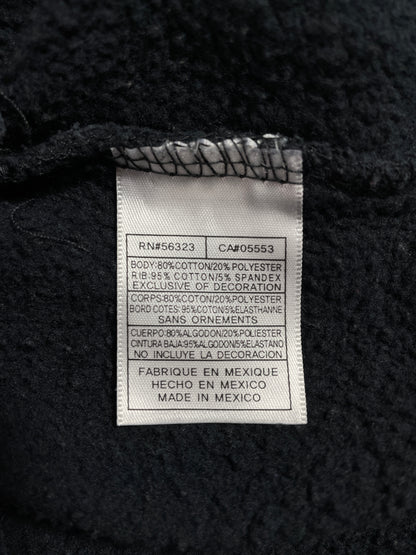 RN#56323 CA#05553
BODY:80%COTTON/20%POLYESTER
RIB:95% COTTON/5% SPANDEX
EXCLUSIVE OF DECORATION
CORPS:80%COTON/20%POLYESTER
BORD COTES: 95%COTON/5%ELASTHANNE
SANS ORNEMENTS
CUERPO:80%ALGODON/20%POLIESTER
CINTURA BAJA:95%ALGODON/5%ELASTANO
NO INCLUYE LA DECORATION
FABRIQUE EN MEXIQUE
HECHO EN MEXICO
MADE IN MEXICO